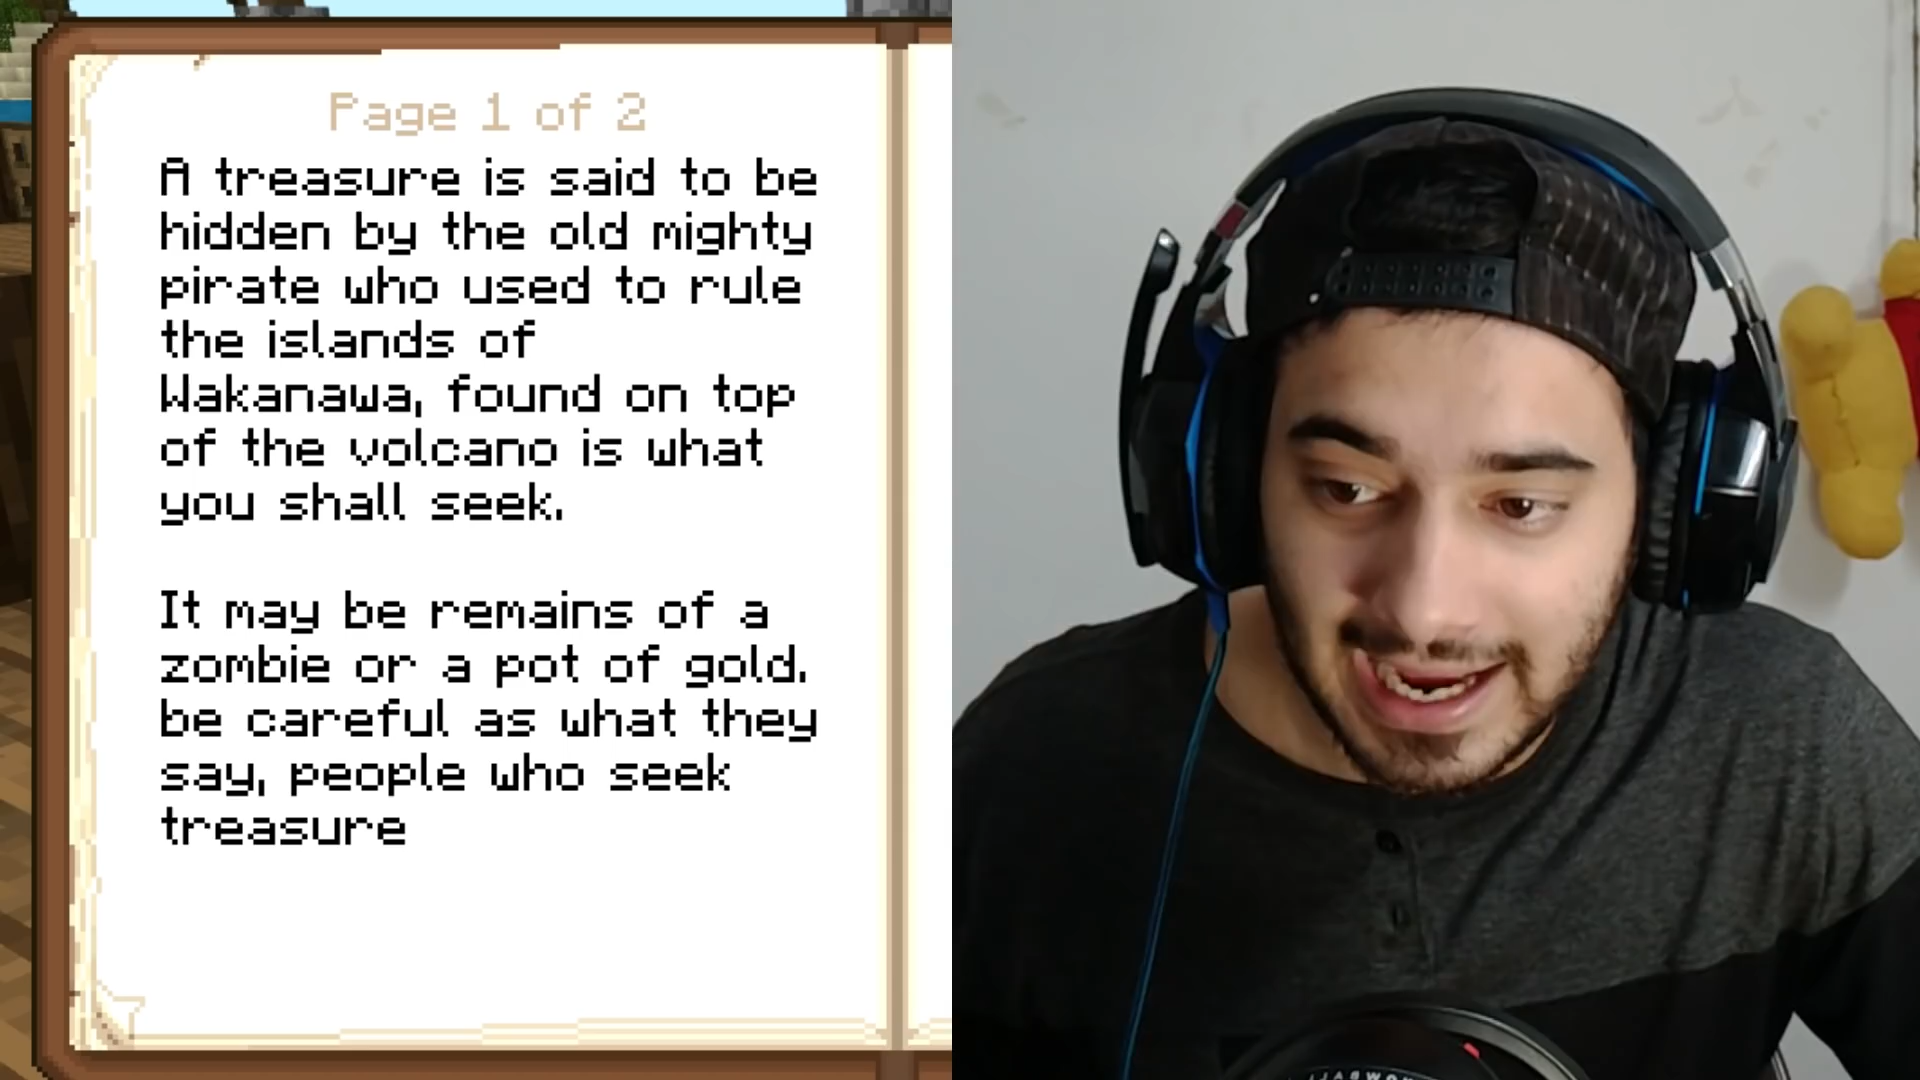 Page 1 of 2
A treasure is said to be
hidden by the old mighty
pirate who used to rule
the islands of
Wakanawa, found on top
of the volcano is what
you shall seek.
It may be remains of a
zombie or a pot of gold.
be careful as what they
say, people who seek
treasure